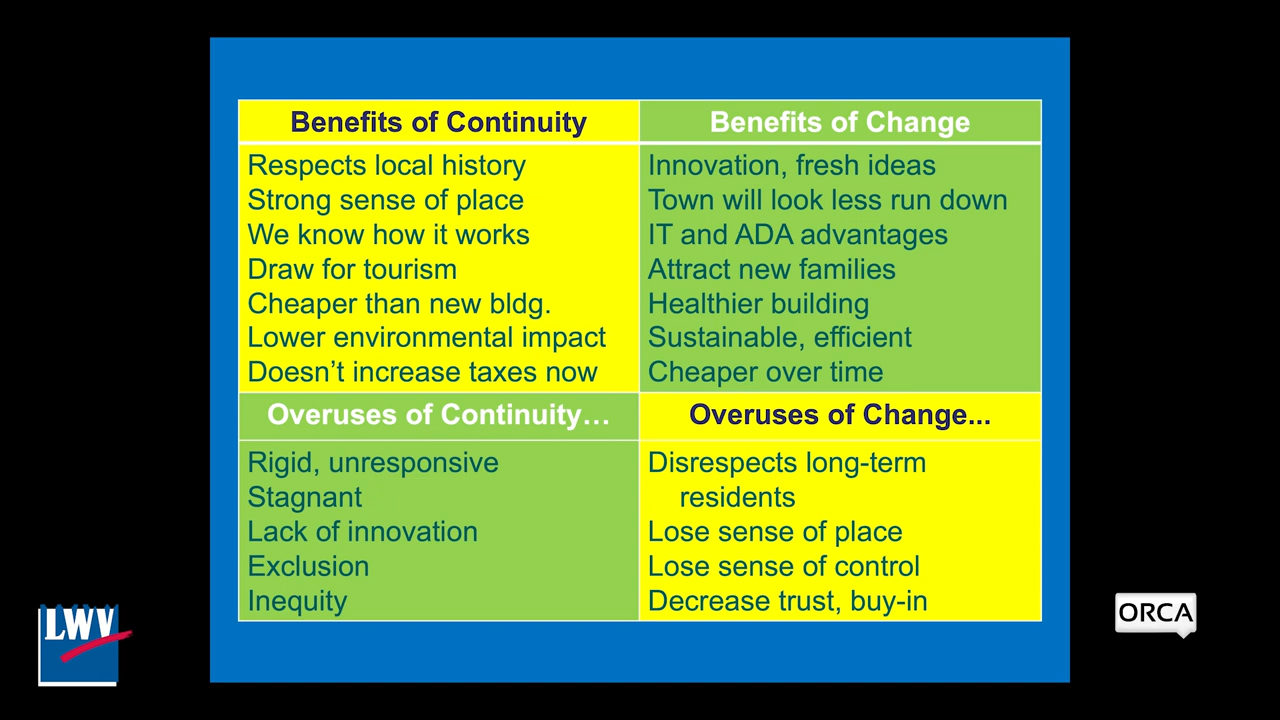 Benefits of Continuity
Respects local history
Strong sense of place
We know how it works
Draw for tourism
Cheaper than new bldg.
Lower environmental impact
Doesn't increase taxes now
Benefits of Change
Innovation, fresh ideas
Town will look less run down
IT and ADA advantages
Attract new families
Healthier building
Sustainable, efficient
Cheaper over time
Overuses of Continuity…
Rigid, unresponsive
Stagnant
Lack of innovation
Exclusion
Inequity
Overuses of Change...
Disrespects long-term
residents
Lose sense of place
Lose sense of control
Decrease trust, buy-in
LWV
ORCA